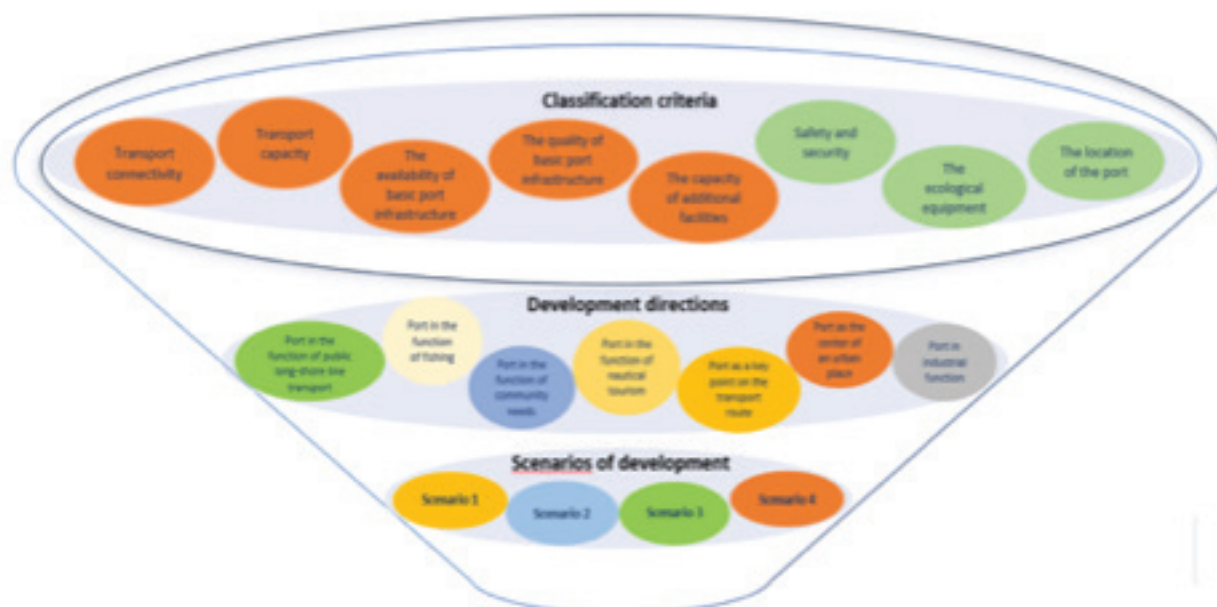 Classification criteria
Transport
connectivity
Transport
capacity
The
availability of
basic port
infrastructure
The quality of
basic port
infrastructure
The capacity
of additional
facilities
Safety and
security
The
ecological
equipment
The location
of the port
Development directions
Port in the
function of public
long-shore line
transport
Port in the
function
of fishing
Port in the
function of
community
needs
Port in the
function of
nautical
tourism
Port as a key
point on the
transport
route
Port as the
center of
an urban
place
Port in
industrial
function
Scenarios of development
Scenario 1
Scenario 2
Scenario 3
Scenario 4